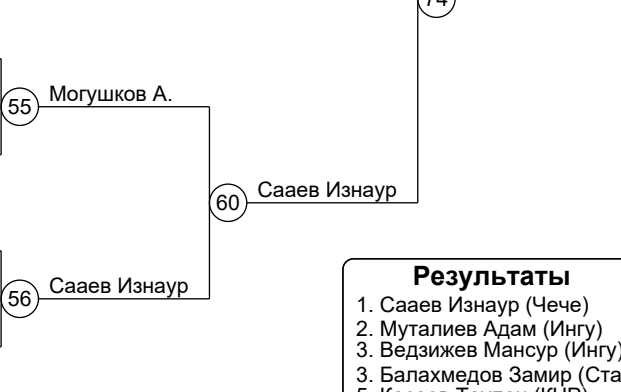 74
Могушков А.
55
Сааев Изнаур
60
Сааев Изнаур
56
Результаты
1. Сааев Изнаур (Чече)
2. Муталиев Адам (Ингу)
3. Ведзижев Мансур (Ингу)
3. Балахмедов Замир (Ста
5.